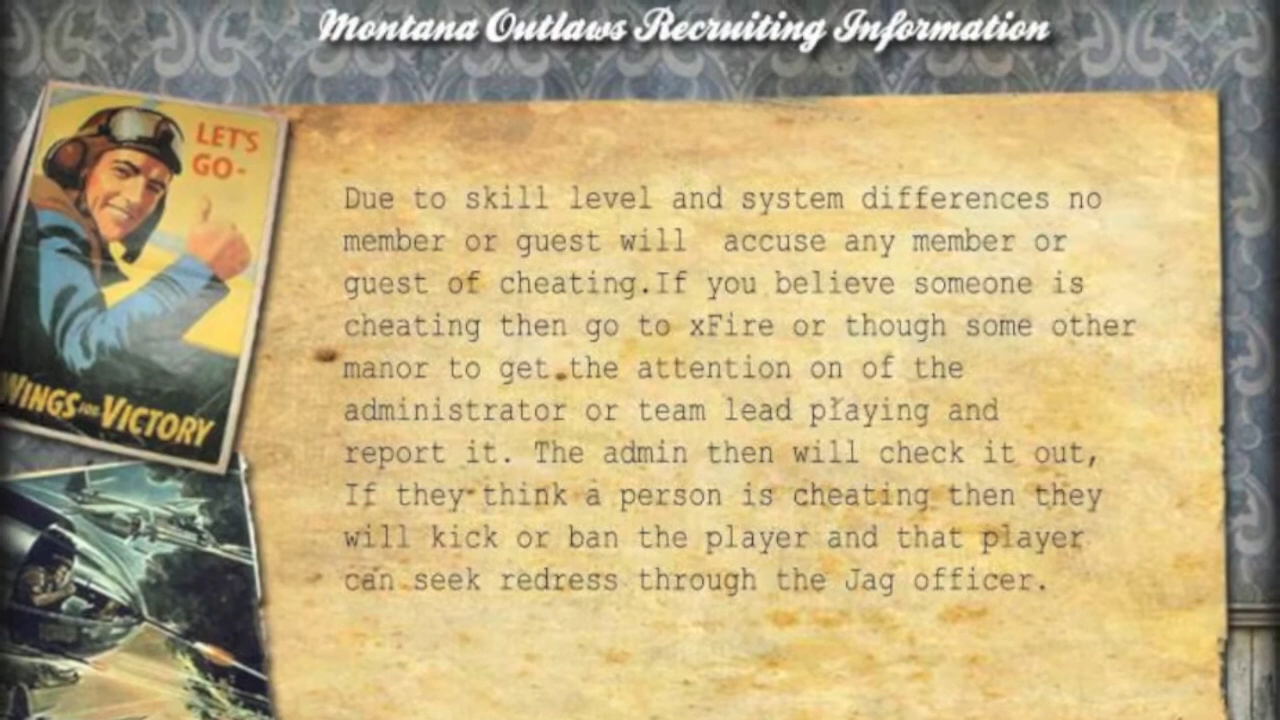 Montana Outlaws Recruiting Information
LET'S
GO-
WINGS FOR VICTORY
Due to skill level and system differences no
member or guest will  accuse any member or
guest of cheating.If you believe someone is
cheating then go to xFire or though some other
manor to get the attention on of the
administrator or team lead playing and
report it. The admin then will check it out,
If they think a person is cheating then they
will kick or ban the player and that player
can seek redress through the Jag officer.